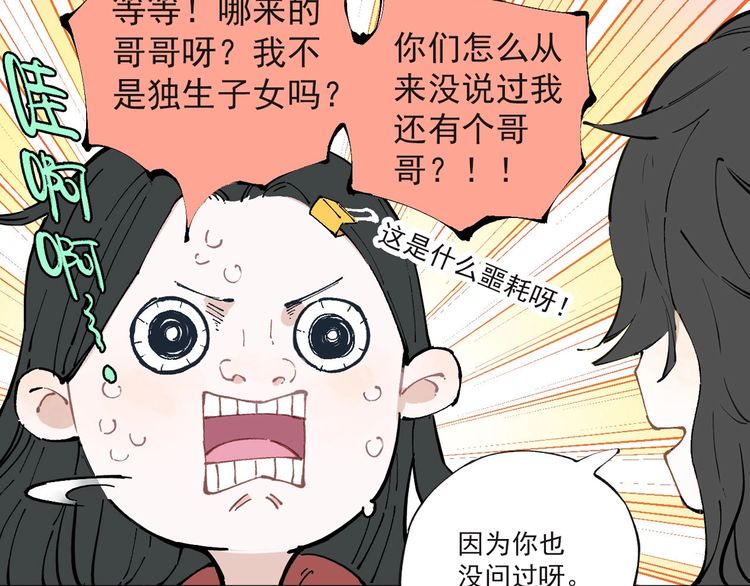 等等！哪来的
哥哥呀？我不
是独生子女吗？
你们怎么从
来没说过我
还有个哥
哥？！！
哇啊啊～
这是什么噩耗呀！
因为你也
没问过呀。